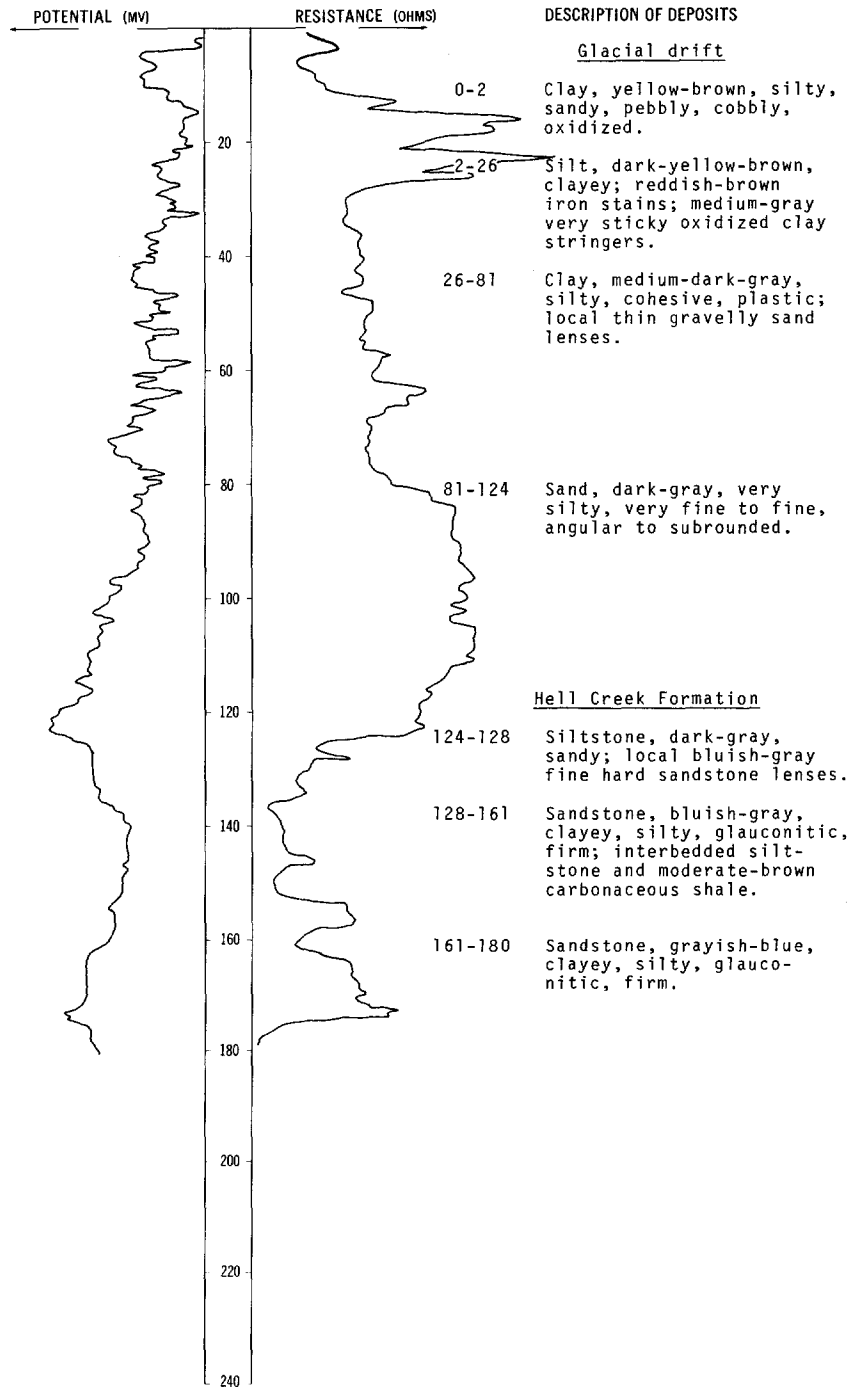 POTENTIAL (MV)
RESISTANCE (OHMS)
DESCRIPTION OF DEPOSITS
Glacial drift
0-2 Clay, yellow-brown, silty,
sandy, pebbly, cobbly,
oxidized.
2-26 Silt, dark-yellow-brown,
clayey; reddish-brown
iron stains; medium-gray
very sticky oxidized clay
stringers.
26-81 Clay, medium-dark-gray,
silty, cohesive, plastic;
local thin gravelly sand
lenses.
81-124 Sand, dark-gray, very
silty, very fine to fine,
angular to subrounded.
Hell Creek Formation
124-128 Siltstone, dark-gray,
sandy; local bluish-gray
fine hard sandstone lenses.
128-161 Sandstone, bluish-gray,
clayey, silty, glauconitic,
firm; interbedded silt-
stone and moderate-brown
carbonaceous shale.
161-180 Sandstone, grayish-blue,
clayey, silty, glauco-
nitic, firm.
20
40
60
80
100
120
140
160
180
200
220
240